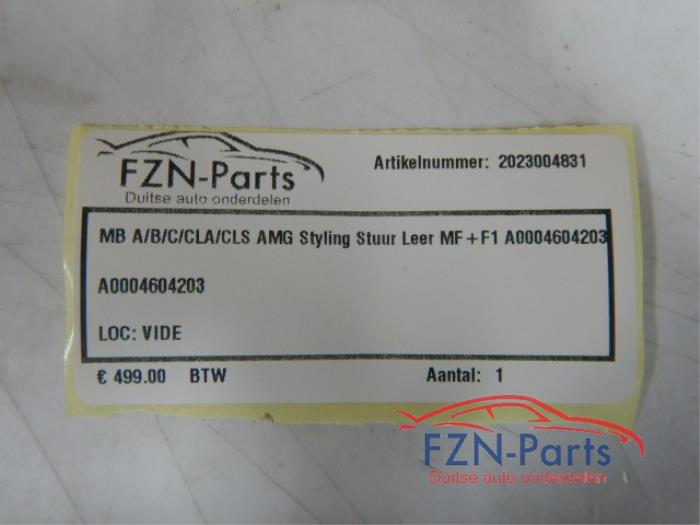 FZN-Parts
Duitse auto onderdelen
Artikelnummer: 2023004831
MB A/B/C/CLA/CLS AMG Styling Stuur Leer MF+F1 A0004604203
A0004604203
LOC: VIDE
€ 499.00 BTW
Aantal: 1
FZN-Parts
Duitse auto onderdelen